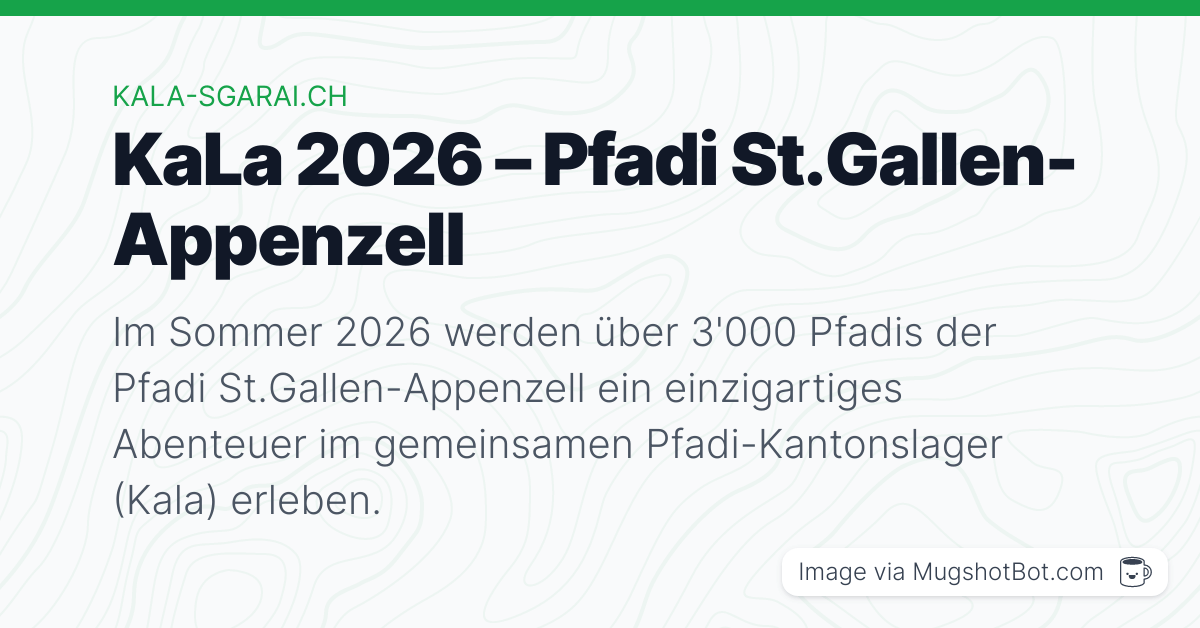 KALA-SGARAI.CH
KaLa 2026 – Pfadi St.Gallen-
Appenzell
Im Sommer 2026 werden über 3'000 Pfadis der
Pfadi St.Gallen-Appenzell ein einzigartiges
Abenteuer im gemeinsamen Pfadi-Kantonslager
(Kala) erleben.
Image via MugshotBot.com